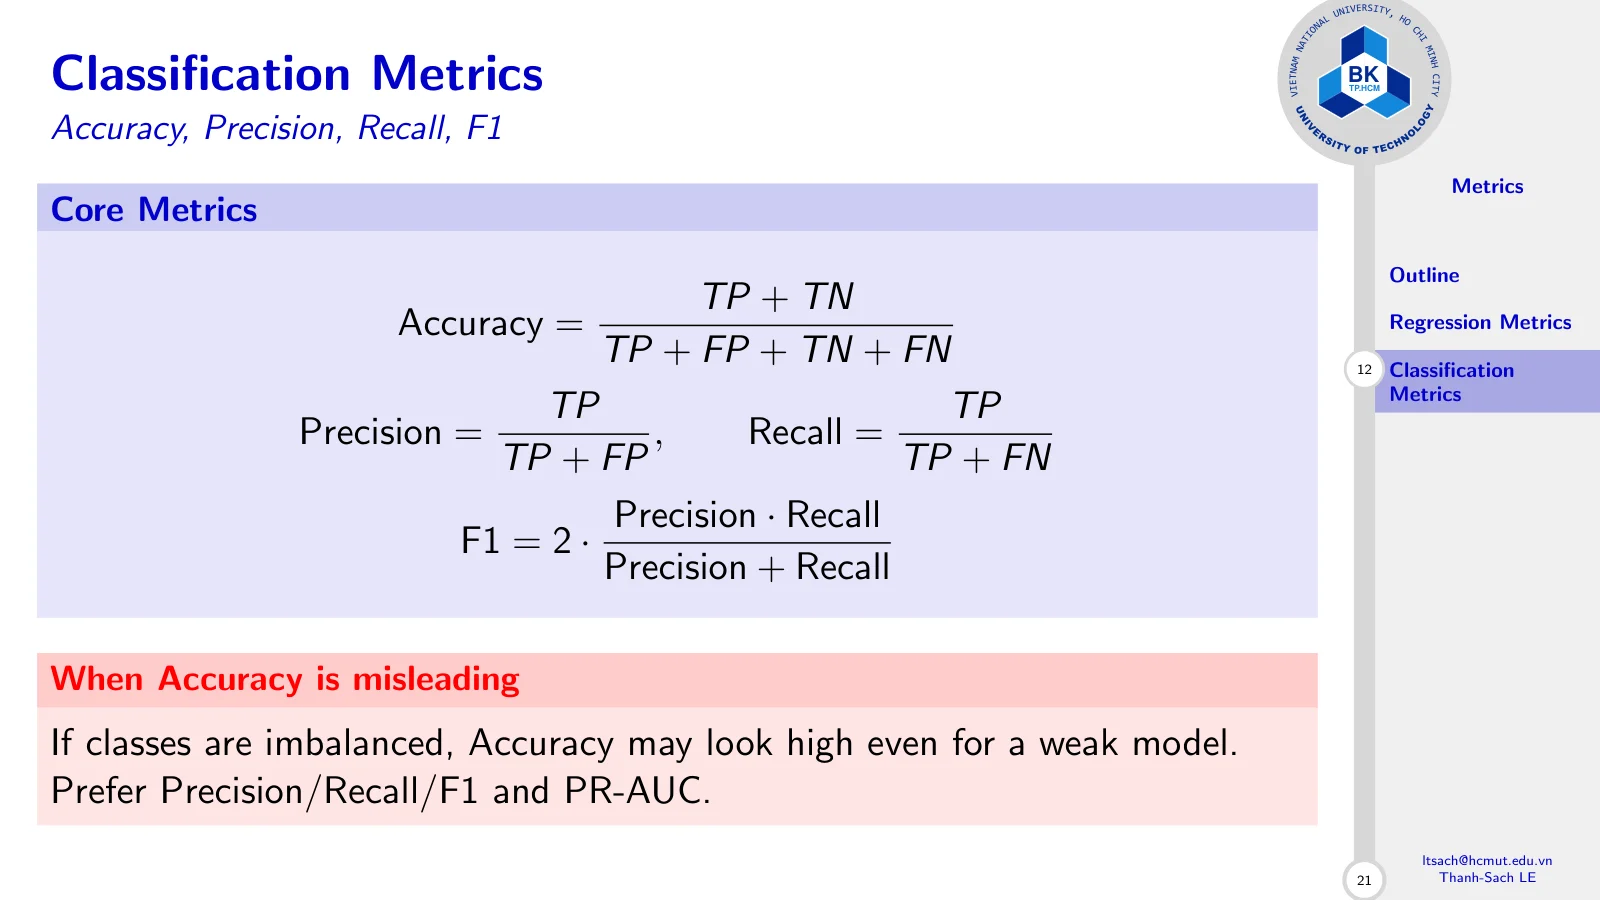 Classification Metrics
Accuracy, Precision, Recall, F1
Core Metrics
Accuracy = \frac{TP + TN}{TP + FP + TN + FN}
Precision = \frac{TP}{TP + FP}, Recall = \frac{TP}{TP + FN}
F1 = 2 · \frac{Precision · Recall}{Precision + Recall}
When Accuracy is misleading
If classes are imbalanced, Accuracy may look high even for a weak model.
Prefer Precision/Recall/F1 and PR-AUC.
VIETNAM NATIONAL UNIVERSITY, HO CHI MINH CITY
BK
TP.HCM
UNIVERSITY OF TECHNOLOGY
Metrics
Outline
Regression Metrics
12
Classification
Metrics
ltsach@hcmut.edu.vn
Thanh-Sach LE
21